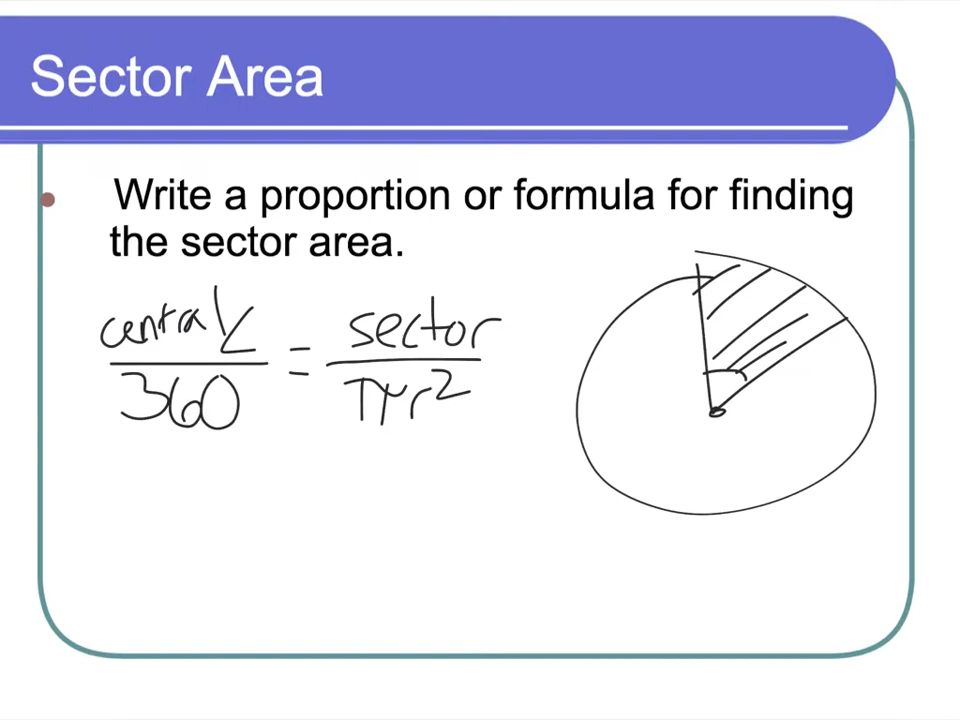 Sector Area
Write a proportion or formula for finding
the sector area.
central∠ / 360 = sector / πr²